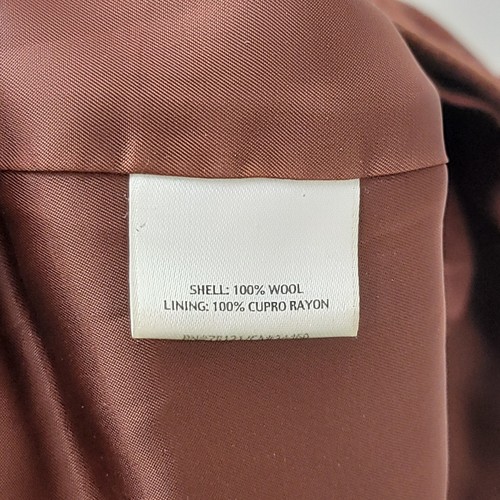 SHELL: 100% WOOL
LINING: 100% CUPRO RAYON